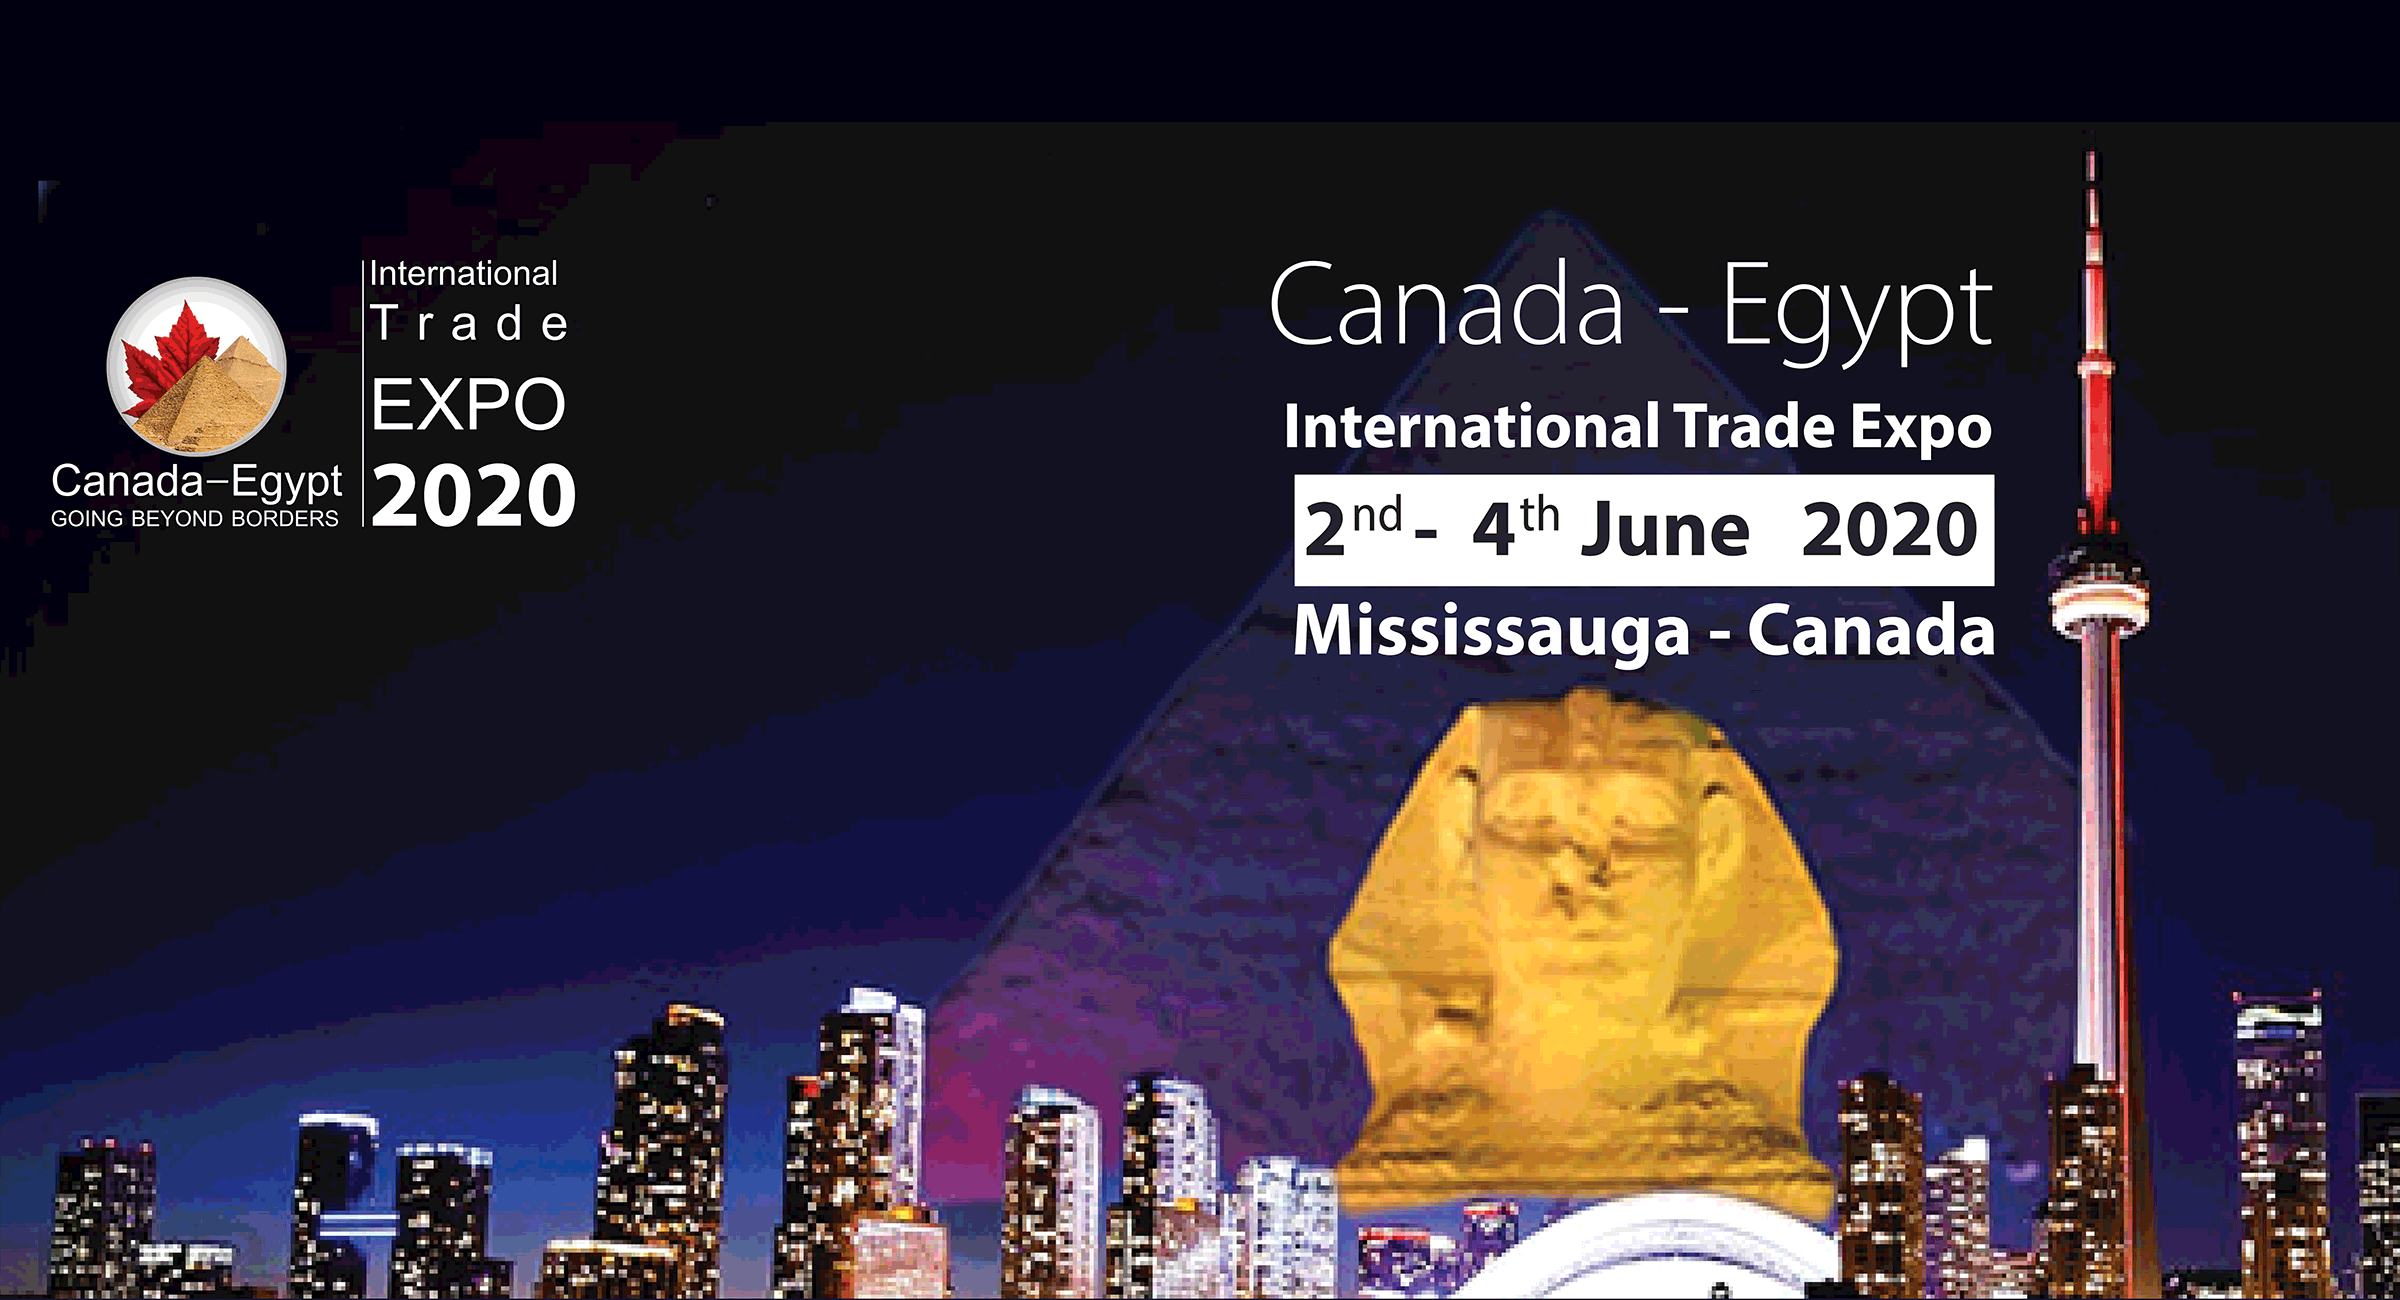 International
Trade
EXPO
2020
Canada–Egypt
GOING BEYOND BORDERS
Canada - Egypt
International Trade Expo
2nd - 4th June 2020
Mississauga - Canada